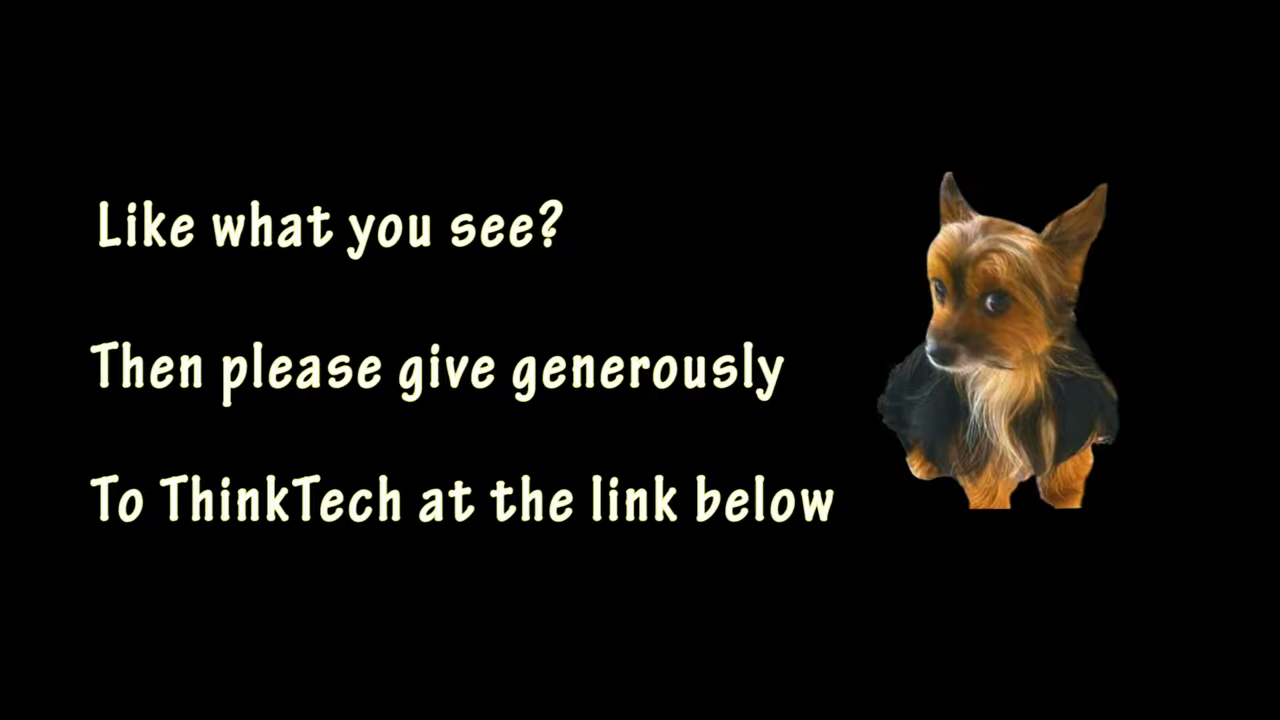 Like what you see?
Then please give generously
To ThinkTech at the link below